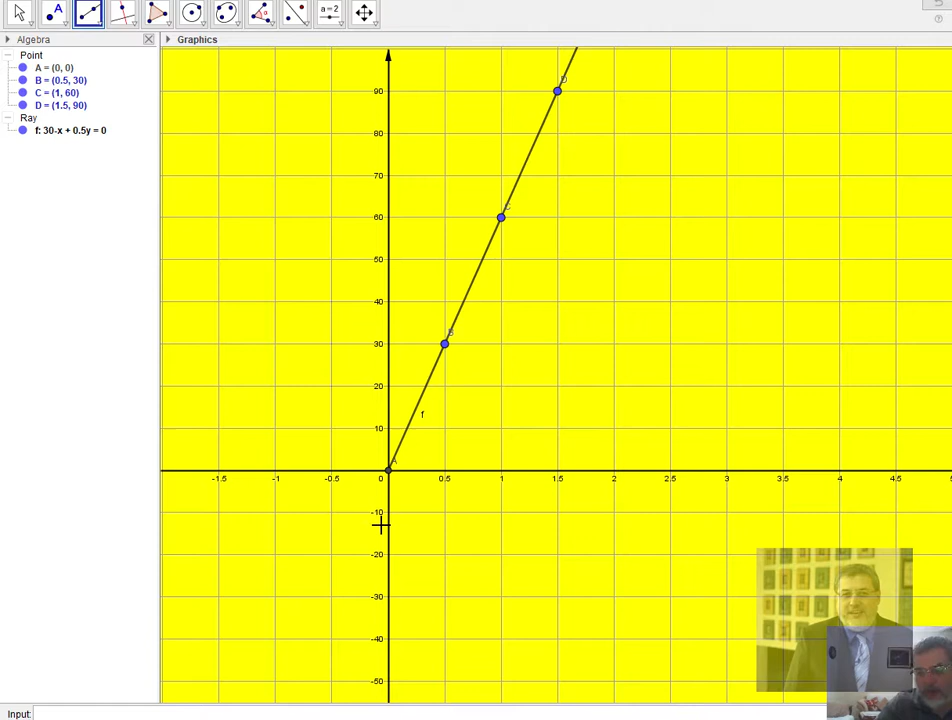 A
a = 2
Algebra
Graphics
Point
A = (0, 0)
B = (0.5, 30)
C = (1, 60)
D = (1.5, 90)
Ray
f: 30-x + 0.5y = 0
90
80
70
60
50
40
30
20
10
0
-10
-20
-30
-40
-50
-1.5
-1
-0.5
0.5
1
1.5
2
2.5
3
3.5
4
4.5
5
D
C
B
f
A
Input: